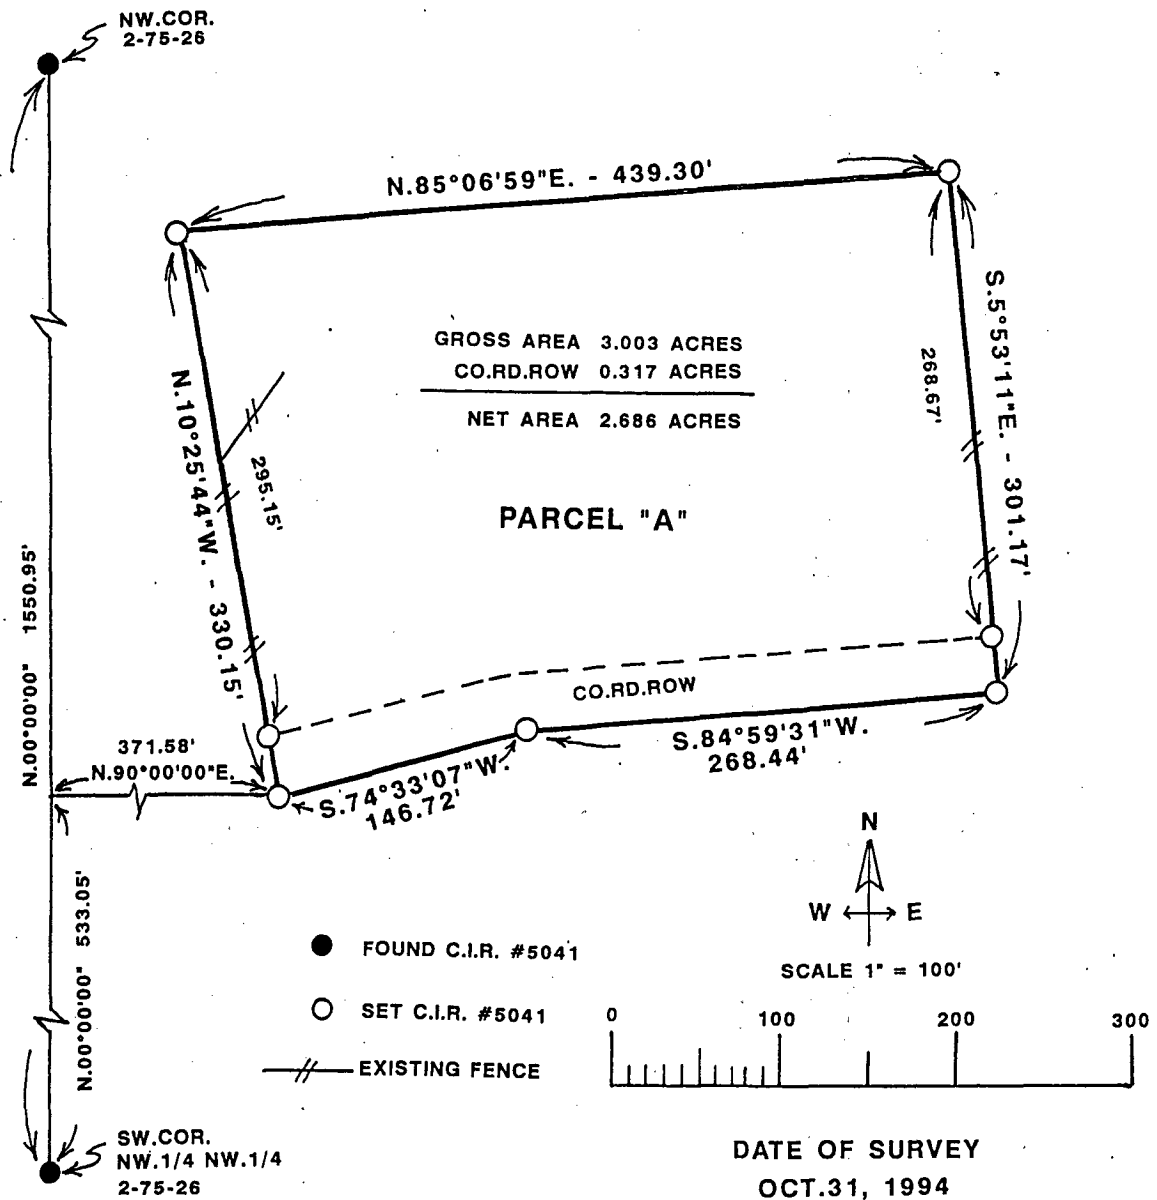 NW.COR.
2-75-26
N.85°06'59"E. - 439.30'
S.5°53'11"E. - 301.17'
268.67'
GROSS AREA 3.003 ACRES
CO.RD.ROW 0.317 ACRES
NET AREA 2.686 ACRES
N.10°25'44"W. - 330.15'
295.15'
PARCEL "A"
N.00°00'00" 1550.95'
CO.RD.ROW
371.58'
N.90°00'00"E.
S.84°59'31"W.
268.44'
S.74°33'07"W.
146.72'
N
W E
SCALE 1" = 100'
N.00°00'00" 533.05'
FOUND C.I.R. #5041
SET C.I.R. #5041
EXISTING FENCE
0 100 200 300
SW.COR.
NW.1/4 NW.1/4
2-75-26
DATE OF SURVEY
OCT.31, 1994